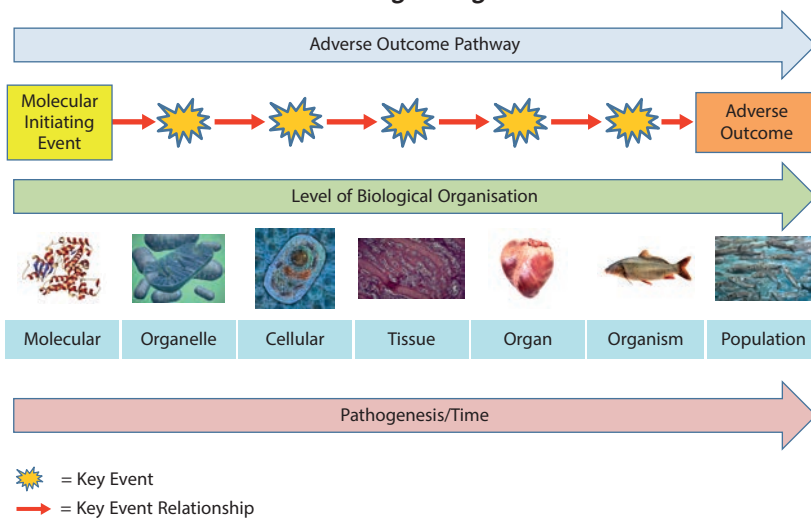 Adverse Outcome Pathway
Molecular
Initiating
Event
Adverse
Outcome
Level of Biological Organisation
Molecular
Organelle
Cellular
Tissue
Organ
Organism
Population
Pathogenesis/Time
= Key Event
= Key Event Relationship